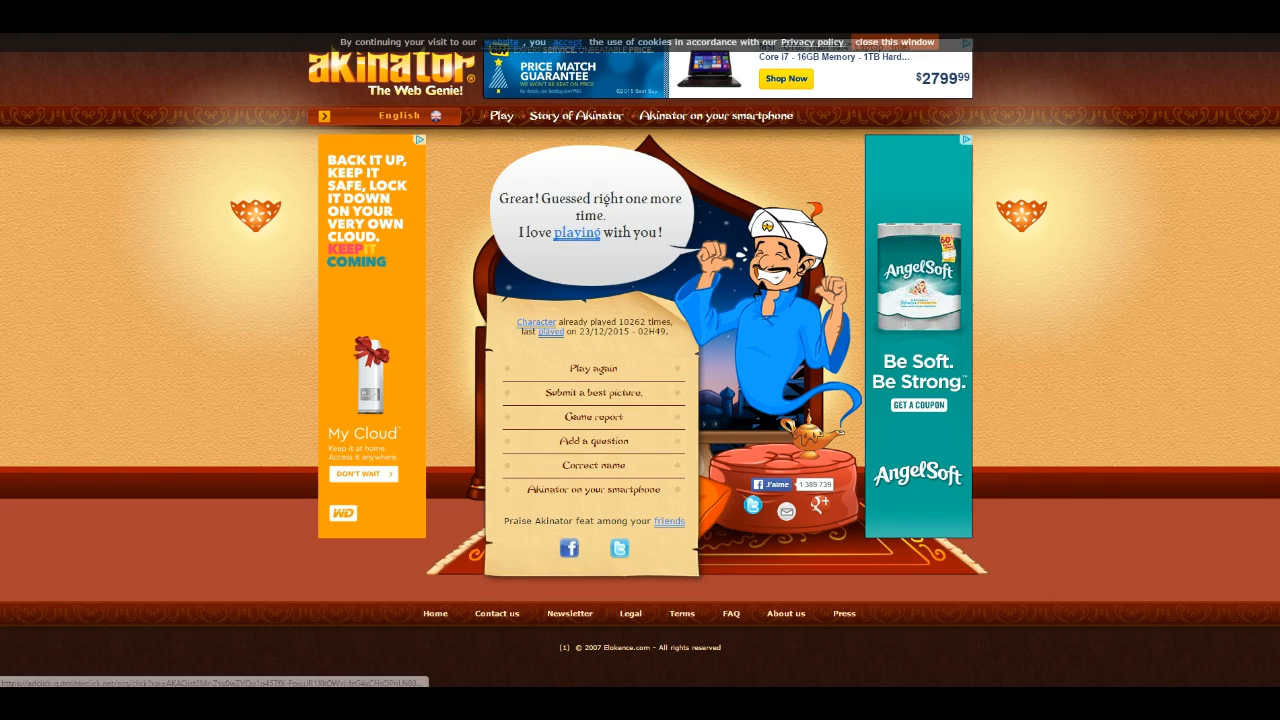 By continuing your visit to our website, you accept the use of cookies in accordance with our Privacy policy. close this window
akinator
The Web Genie!
EXPERT SERVICE. UNBEATABLE PRICE.
PRICE MATCH
GUARANTEE
WE WON'T BE BEAT ON PRICE
©2015 Best Buy
Core i7 - 16GB Memory - 1TB Hard...
Shop Now
$279999
English
Play
Story of Akinator
Akinator on your smartphone
BACK IT UP,
KEEP IT
SAFE, LOCK
IT DOWN
ON YOUR
VERY OWN
CLOUD.
KEEP IT
COMING
My Cloud
Keep it at home.
Access it anywhere.
DON'T WAIT >
WD
Great! Guessed right one more
time.
I love playing with you!
Character already played 10262 times,
last played on 23/12/2015 - 02H49.
Play again
Submit a best picture.
Game report
Add a question
Correct name
Akinator on your smartphone
Praise Akinator feat among your friends
J'aime
1 389 739
60%
AngelSoft
Be Soft.
Be Strong.™
GET A COUPON
AngelSoft
Home
Contact us
Newsletter
Legal
Terms
FAQ
About us
Press
(1) © 2007 Elokence.com - All rights reserved